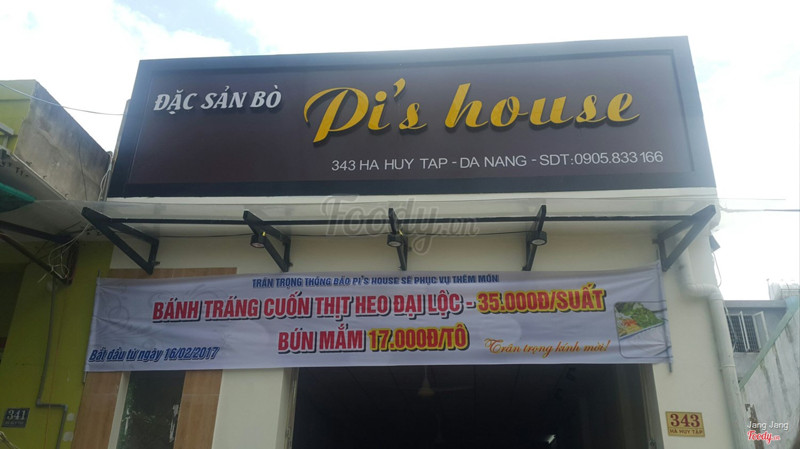 ĐẶC SẢN BÒ
Pi's house
343 HA HUY TAP - DA NANG - SDT:0905.833166
Foody.vn
TRÂN TRỌNG THÔNG BÁO PI'S HOUSE SẼ PHỤC VỤ THÊM MÓN
BÁNH TRÁNG CUỐN THỊT HEO ĐẠI LỘC - 35.000Đ/SUẤT
BÚN MẮM 17.000Đ/TÔ
Bắt đầu từ ngày 16/02/2017
Trân trọng kính mời!
341
343
HA HUY TAP
Jang Jang
Foody.vn